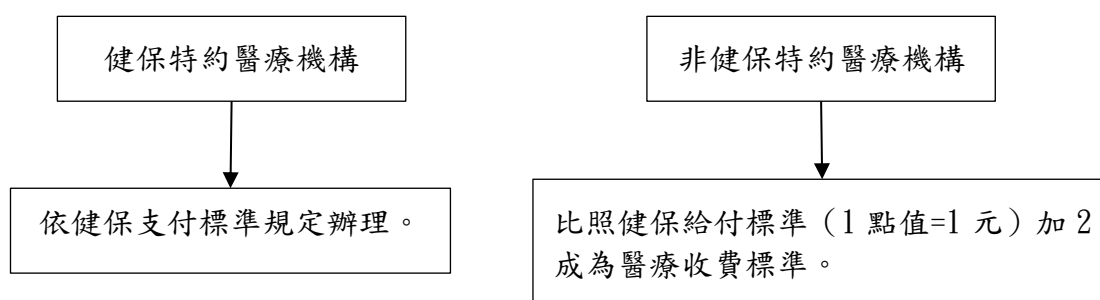 健保特約醫療機構
非健保特約醫療機構
依健保支付標準規定辦理。
比照健保給付標準（1 點值=1 元）加 2
成為醫療收費標準。